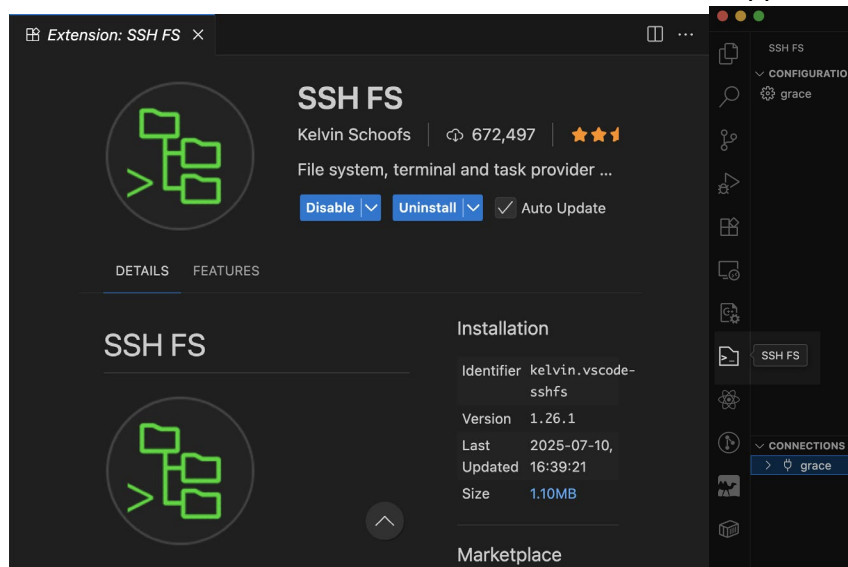 Extension: SSH FS
SSH FS
Kelvin Schoofs
672,497
File system, terminal and task provider ...
Disable
Uninstall
Auto Update
DETAILS
FEATURES
SSH FS
Installation
Identifier kelvin.vscode-
sshfs
Version 1.26.1
Last 2025-07-10,
Updated 16:39:21
Size 1.10MB
Marketplace
SSH FS
CONFIGURATIO
grace
SSH FS
CONNECTIONS
grace